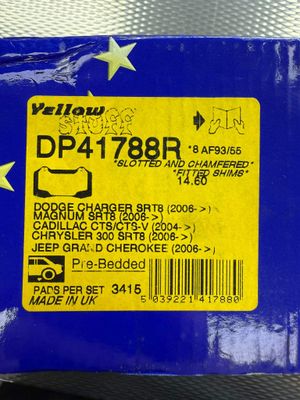 Yellow
STUFF
DP41788R *8 AF93/55
*SLOTTED AND CHAMFERED*
*FITTED SHIMS*
14.60
DODGE CHARGER SRT8 (2006->)
MAGNUM SRT8 (2006->)
CADILLAC CTS/CTS-V (2004->)
CHRYSLER 300 SRT8 (2006->)
JEEP GRAND CHEROKEE (2006->)
Pre-Bedded
PADS PER SET 3415
MADE IN UK
5 039221 417880